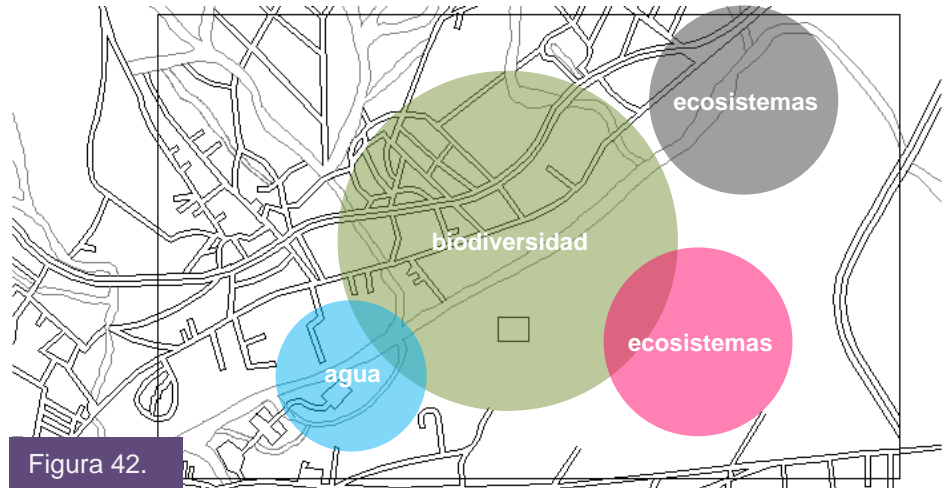 ecosistemas
biodiversidad
ecosistemas
agua
Figura 42.